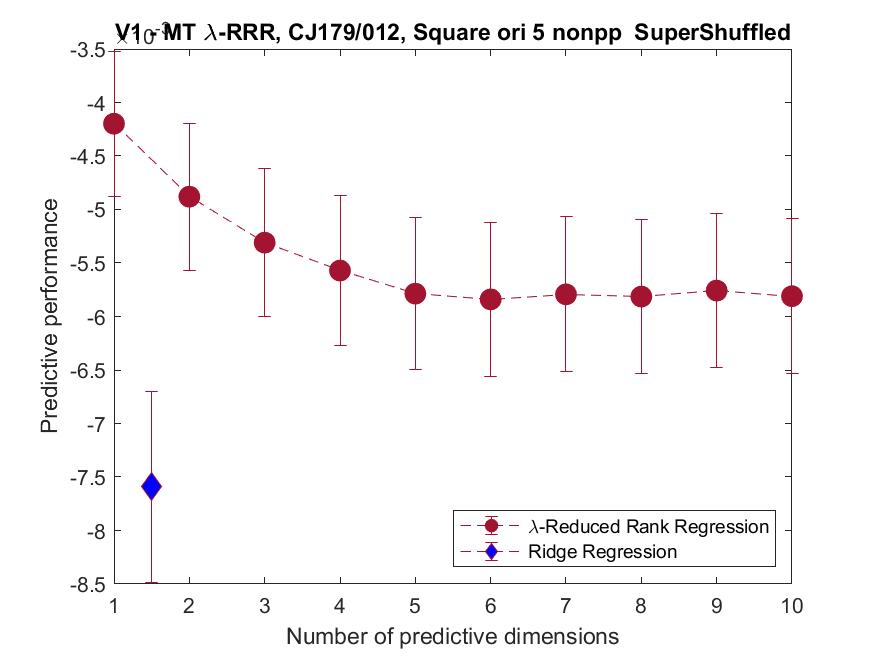 V1 - MT λ-RRR, CJ179/012, Square ori 5 nonpp  SuperShuffled
×10-3
-3.5
-4
-4.5
-5
-5.5
-6
-6.5
-7
-7.5
-8
-8.5
Predictive performance
λ-Reduced Rank Regression
Ridge Regression
1 2 3 4 5 6 7 8 9 10
Number of predictive dimensions